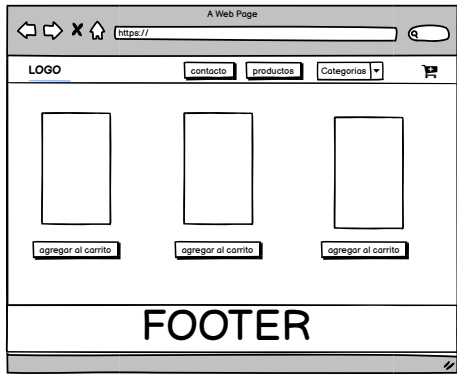 A Web Page
https://
LOGO
contacto
productos
Categorias
agregar al carrito
agregar al carrito
agregar al carrito
FOOTER